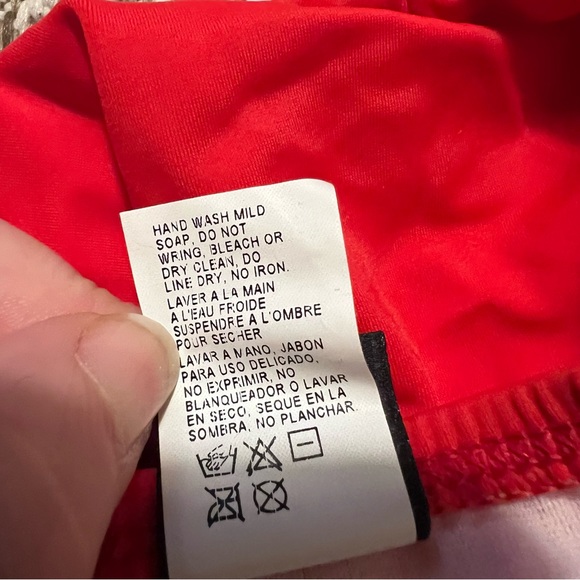 HAND WASH MILD
SOAP, DO NOT
WRING, BLEACH OR
DRY CLEAN, DO
LINE DRY, NO IRON.
LAVER A LA MAIN
A L'EAU FROIDE
SUSPENDRE A L'OMBRE
POUR SECHER
LAVAR A MANO, JABON
PARA USO DELICADO,
NO EXPRIMIR, NO
BLANQUEADOR O LAVAR
EN SECO, SEQUE EN LA
SOMBRA, NO PLANCHAR.